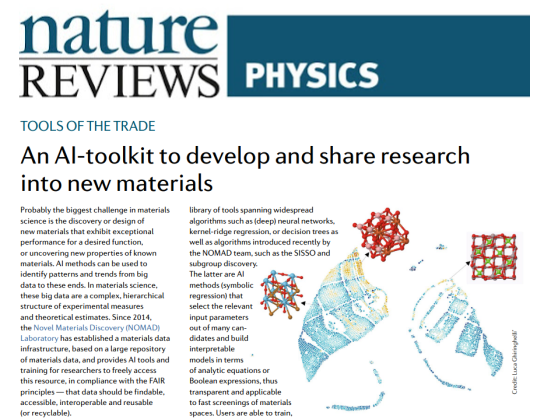 nature
REVIEWS
PHYSICS
TOOLS OF THE TRADE
An AI-toolkit to develop and share research
into new materials
Probably the biggest challenge in materials
science is the discovery or design of
new materials that exhibit exceptional
performance for a desired function,
or uncovering new properties of known
materials. AI methods can be used to
identify patterns and trends from big
data to these ends. In materials science,
these big data are a complex, hierarchical
structure of experimental measures
and theoretical estimates. Since 2014,
the Novel Materials Discovery (NOMAD)
Laboratory has established a materials data
infrastructure, based on a large repository
of materials data, and provides AI tools and
training for researchers to freely access
this resource, in compliance with the FAIR
principles — that data should be findable,
accessible, interoperable and reusable
(or recyclable).
library of tools spanning widespread
algorithms such as (deep) neural networks,
kernel-ridge regression, or decision trees as
well as algorithms introduced recently by
the NOMAD team, such as the SISSO and
subgroup discovery.
The latter are AI
methods (symbolic
regression) that
select the relevant
input parameters
out of many can-
didates and build
interpretable
models in terms
of analytic equations or
Boolean expressions, thus
transparent and applicable
to fast screenings of materials
spaces. Users are able to train,
Credit: Luca Ghiringhelli/